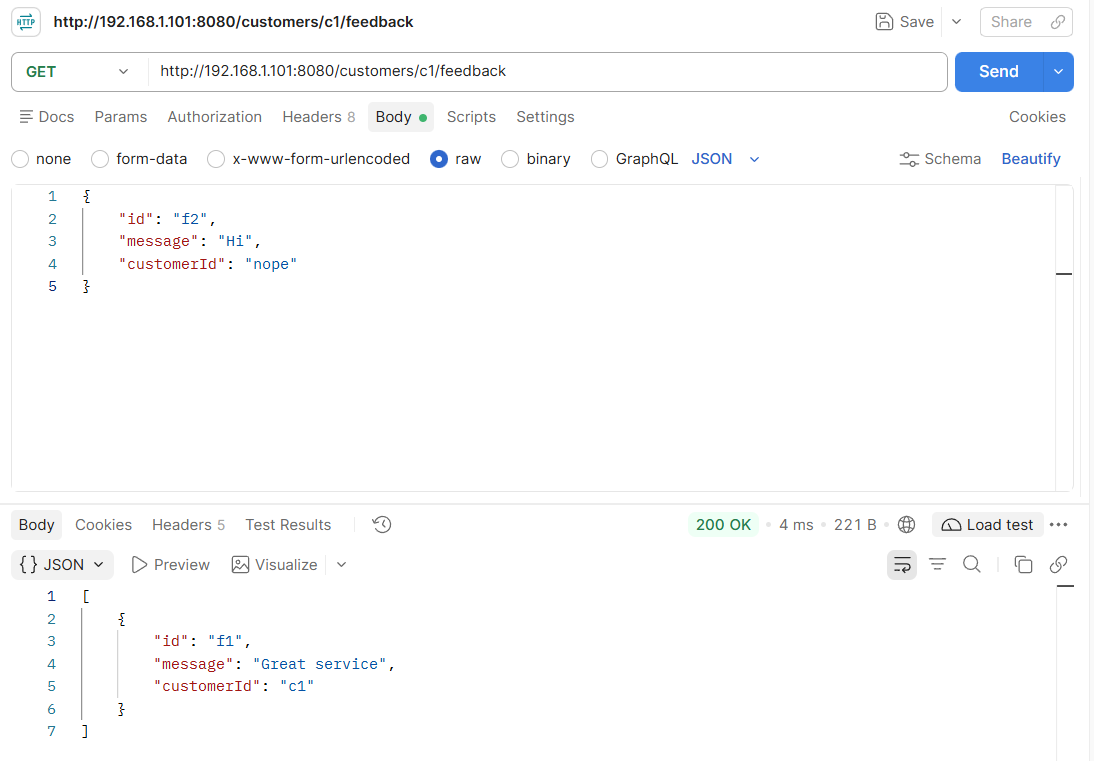 HTTP http://192.168.1.101:8080/customers/c1/feedback Save Share
GET http://192.168.1.101:8080/customers/c1/feedback Send
Docs Params Authorization Headers 8 Body Scripts Settings Cookies
none form-data x-www-form-urlencoded raw binary GraphQL JSON Schema Beautify
1 {
2 "id": "f2",
3 "message": "Hi",
4 "customerId": "nope"
5 }
Body Cookies Headers 5 Test Results 200 OK • 4 ms • 221 B • Load test
{} JSON Preview Visualize
1 [
2 {
3 "id": "f1",
4 "message": "Great service",
5 "customerId": "c1"
6 }
7 ]